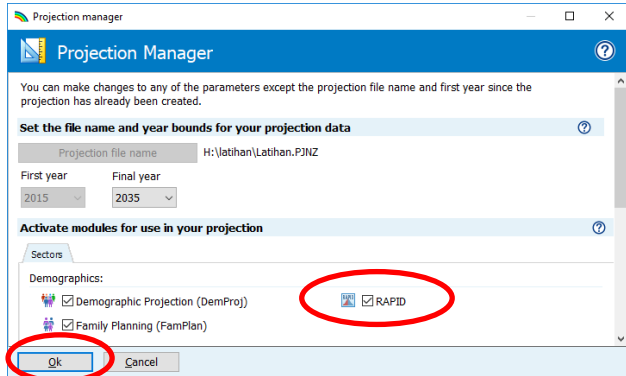 Projection manager
Projection Manager
You can make changes to any of the parameters except the projection file name and first year since the
projection has already been created.
Set the file name and year bounds for your projection data
Projection file name H:\latihan\Latihan.PJNZ
First year Final year
2015 2035
Activate modules for use in your projection
Sectors
Demographics:
Demographic Projection (DemProj) RAPID
Family Planning (FamPlan)
Ok Cancel